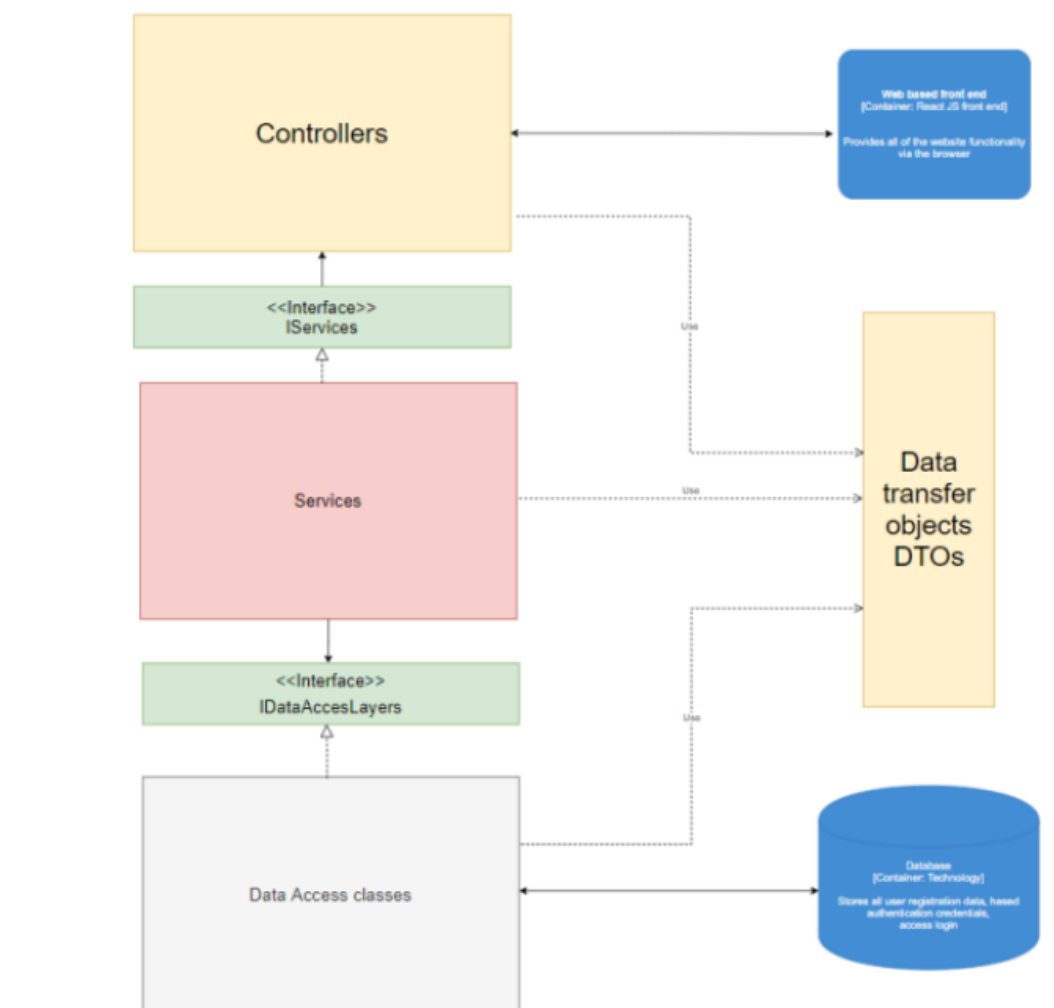 Controllers
Web based front end
[Container: React JS front end]
Provides all of the website functionality
via the browser
<<Interface>>
IServices
Use
Services
Use
Data
transfer
objects
DTOs
<<Interface>>
IDataAccesLayers
Use
Data Access classes
Database
[Container: Technology]
Stores all user registration data, hased
authentication credentials,
access login